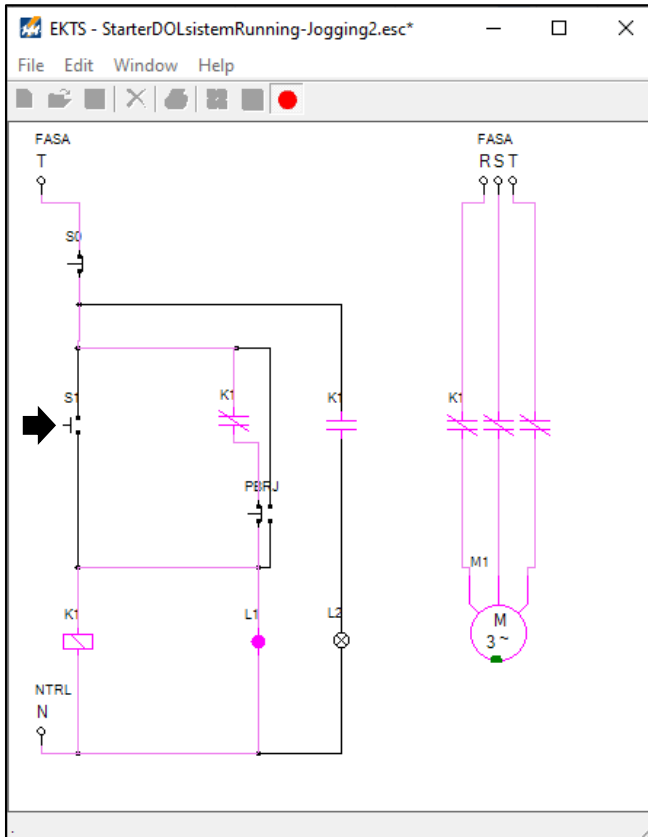 EKTS - StarterDOLsistemRunning-Jogging2.esc*
File Edit Window Help
FASA
T
FASA
R S T
S0
S1
K1
K1
K1
PBRJ
M1
K1
L1
L2
M
3 ~
NTRL
N